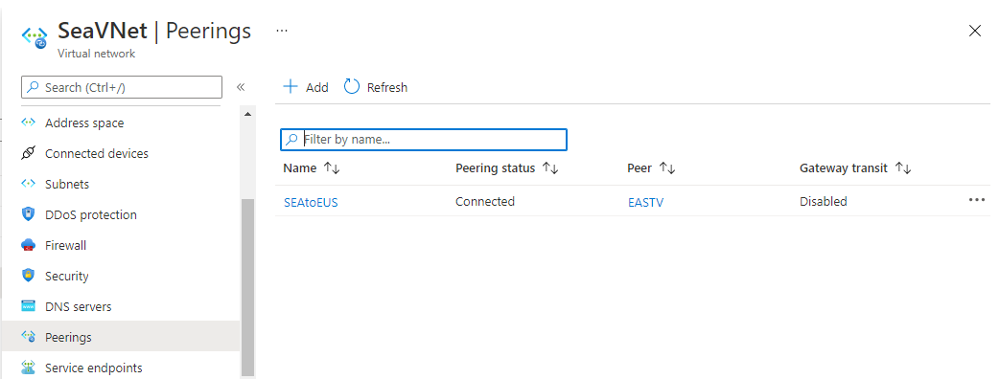 SeaVNet | Peerings ...
Virtual network
Search (Ctrl+/) «
+ Add Refresh
Address space
Connected devices
Subnets
DDoS protection
Firewall
Security
DNS servers
Peerings
Service endpoints
Filter by name...
Name ↑↓ Peering status ↑↓ Peer ↑↓ Gateway transit ↑↓
SEAtoEUS Connected EASTV Disabled ...